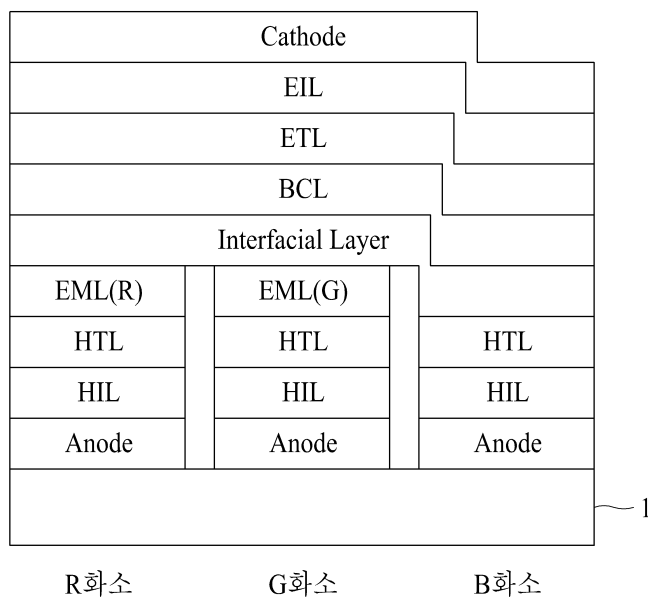 Cathode
EIL
ETL
BCL
Interfacial Layer
EML(R) EML(G)
HTL HTL HTL
HIL HIL HIL
Anode Anode Anode
1
R화소 G화소 B화소